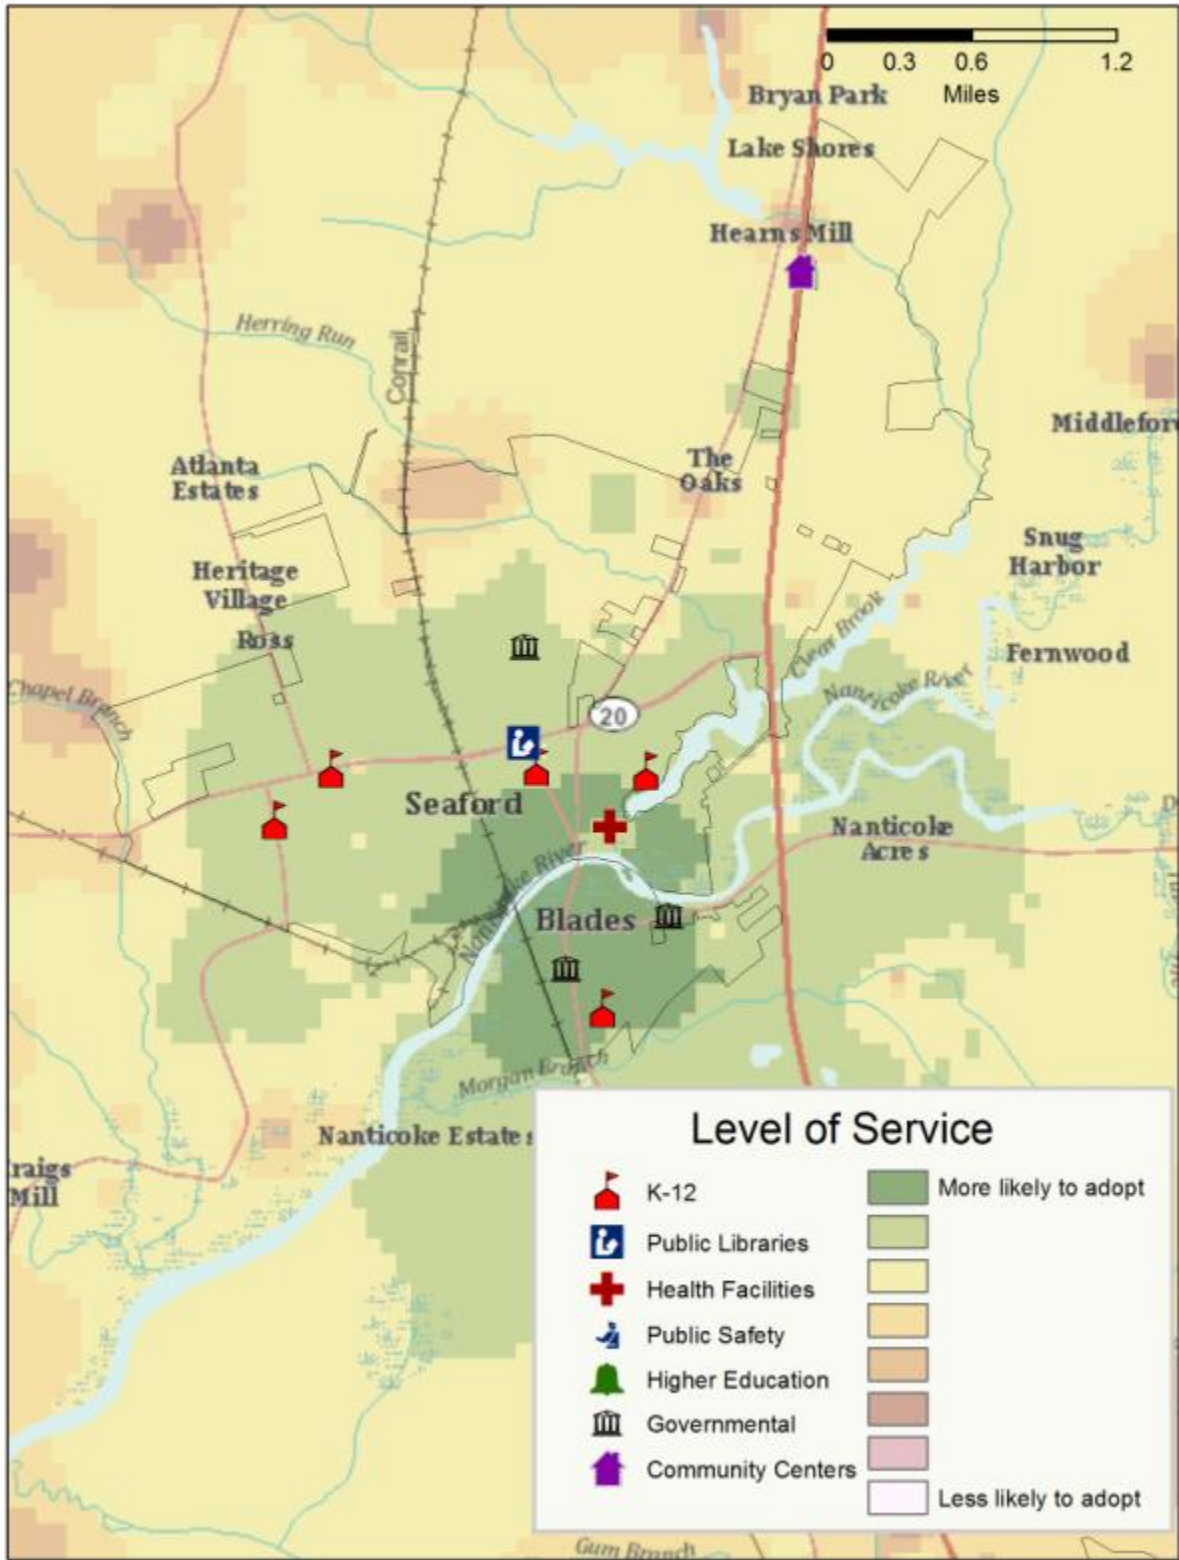 0 0.3 0.6 1.2
Miles
Bryan Park
Lake Shores
Hearns Mill
Herring Run
Conrail
Middleford
Atlanta
Estates
The
Oaks
Snug
Harbor
Heritage
Village
Ross
Clear Brook
Fernwood
Chapel Branch
Nanticoke River
20
Seaford
Nanticoke
Acres
Nanticoke River
Blades
Morgan Branch
Nanticoke Estates
raigs
Mill
Level of Service
K-12
Public Libraries
Health Facilities
Public Safety
Higher Education
Governmental
Community Centers
More likely to adopt
Less likely to adopt
Gum Branch